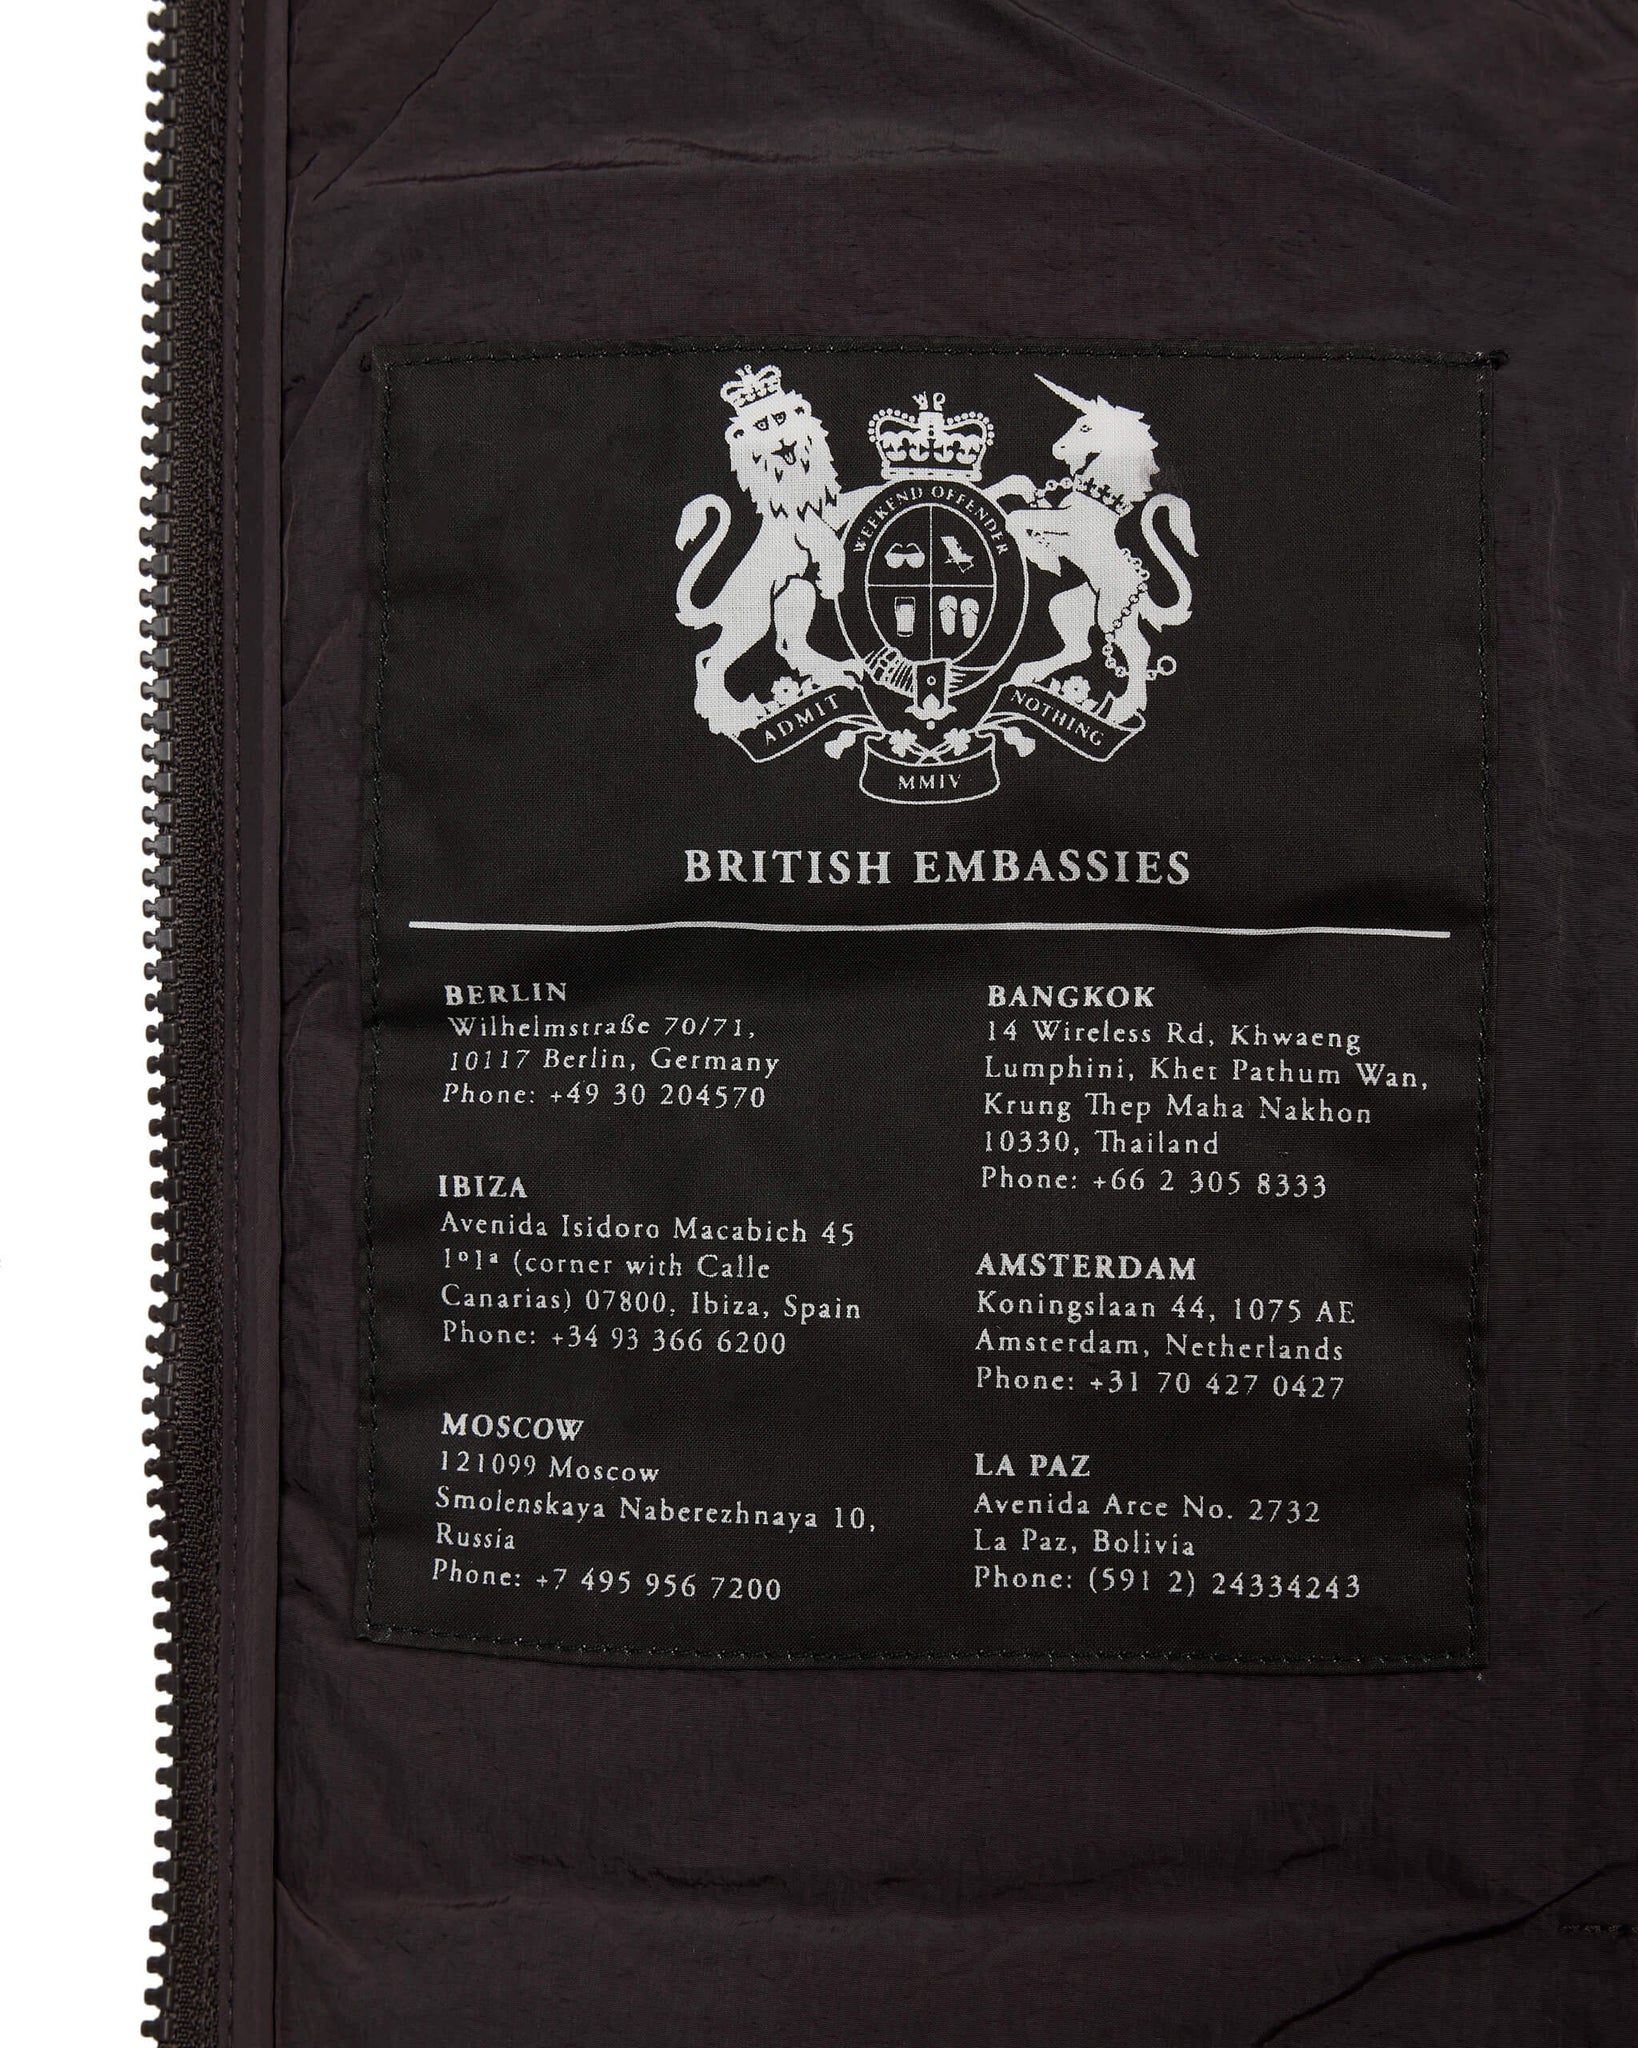 WEEKEND OFFENDER
ADMIT
NOTHING
MMIV
BRITISH EMBASSIES
BERLIN
Wilhelmstraße 70/71,
10117 Berlin, Germany
Phone: +49 30 204570
IBIZA
Avenida Isidoro Macabich 45
1º1ª (corner with Calle
Canarias) 07800, Ibiza, Spain
Phone: +34 93 366 6200
MOSCOW
121099 Moscow
Smolenskaya Naberezhnaya 10,
Russia
Phone: +7 495 956 7200
BANGKOK
14 Wireless Rd, Khwaeng
Lumphini, Khet Pathum Wan,
Krung Thep Maha Nakhon
10330, Thailand
Phone: +66 2 305 8333
AMSTERDAM
Koningslaan 44, 1075 AE
Amsterdam, Netherlands
Phone: +31 70 427 0427
LA PAZ
Avenida Arce No. 2732
La Paz, Bolivia
Phone: (591 2) 24334243